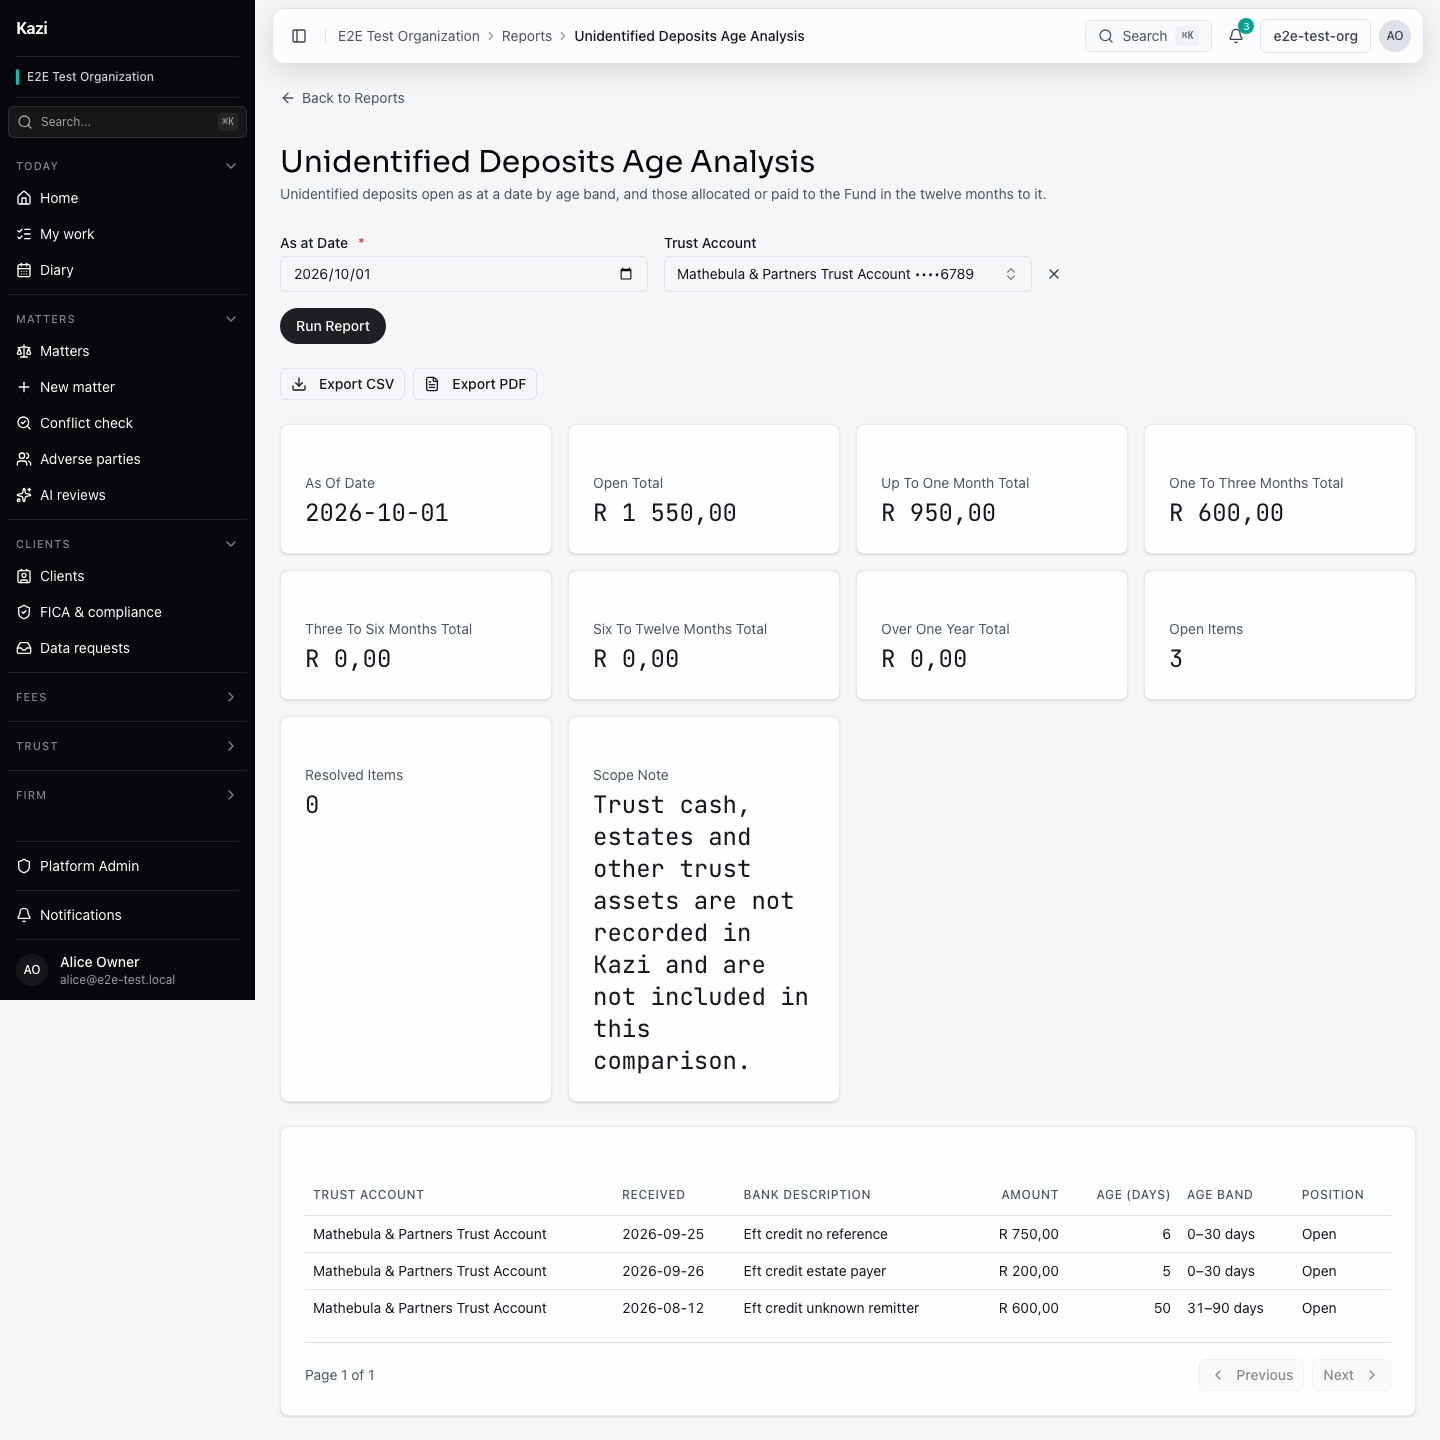 Kazi
E2E Test Organization
Search... ⌘K
TODAY
Home
My work
Diary
MATTERS
Matters
New matter
Conflict check
Adverse parties
AI reviews
CLIENTS
Clients
FICA & compliance
Data requests
FEES
TRUST
FIRM
Platform Admin
Notifications
AO
Alice Owner
alice@e2e-test.local
E2E Test Organization > Reports > Unidentified Deposits Age Analysis
Search ⌘K
3
e2e-test-org
AO
Back to Reports
Unidentified Deposits Age Analysis
Unidentified deposits open as at a date by age band, and those allocated or paid to the Fund in the twelve months to it.
As at Date *
2026/10/01
Trust Account
Mathebula & Partners Trust Account ••••6789
Run Report
Export CSV
Export PDF
As Of Date
2026-10-01
Open Total
R 1 550,00
Up To One Month Total
R 950,00
One To Three Months Total
R 600,00
Three To Six Months Total
R 0,00
Six To Twelve Months Total
R 0,00
Over One Year Total
R 0,00
Open Items
3
Resolved Items
0
Scope Note
Trust cash,
estates and
other trust
assets are not
recorded in
Kazi and are
not included in
this
comparison.
TRUST ACCOUNT RECEIVED BANK DESCRIPTION AMOUNT AGE (DAYS) AGE BAND POSITION
Mathebula & Partners Trust Account 2026-09-25 Eft credit no reference R 750,00 6 0–30 days Open
Mathebula & Partners Trust Account 2026-09-26 Eft credit estate payer R 200,00 5 0–30 days Open
Mathebula & Partners Trust Account 2026-08-12 Eft credit unknown remitter R 600,00 50 31–90 days Open
Page 1 of 1
Previous
Next